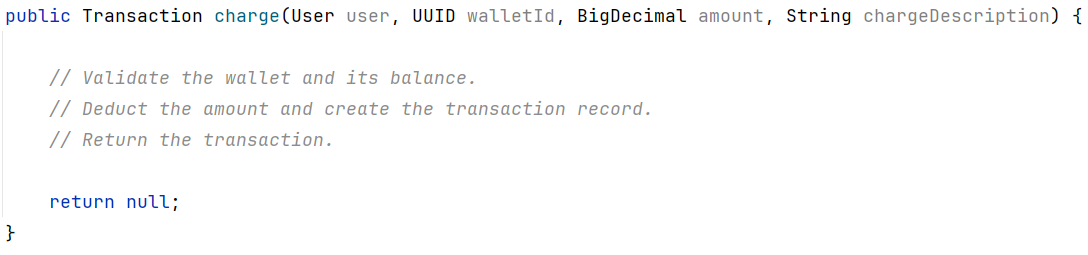 public Transaction charge(User user, UUID walletId, BigDecimal amount, String chargeDescription) {
// Validate the wallet and its balance.
// Deduct the amount and create the transaction record.
// Return the transaction.
return null;
}